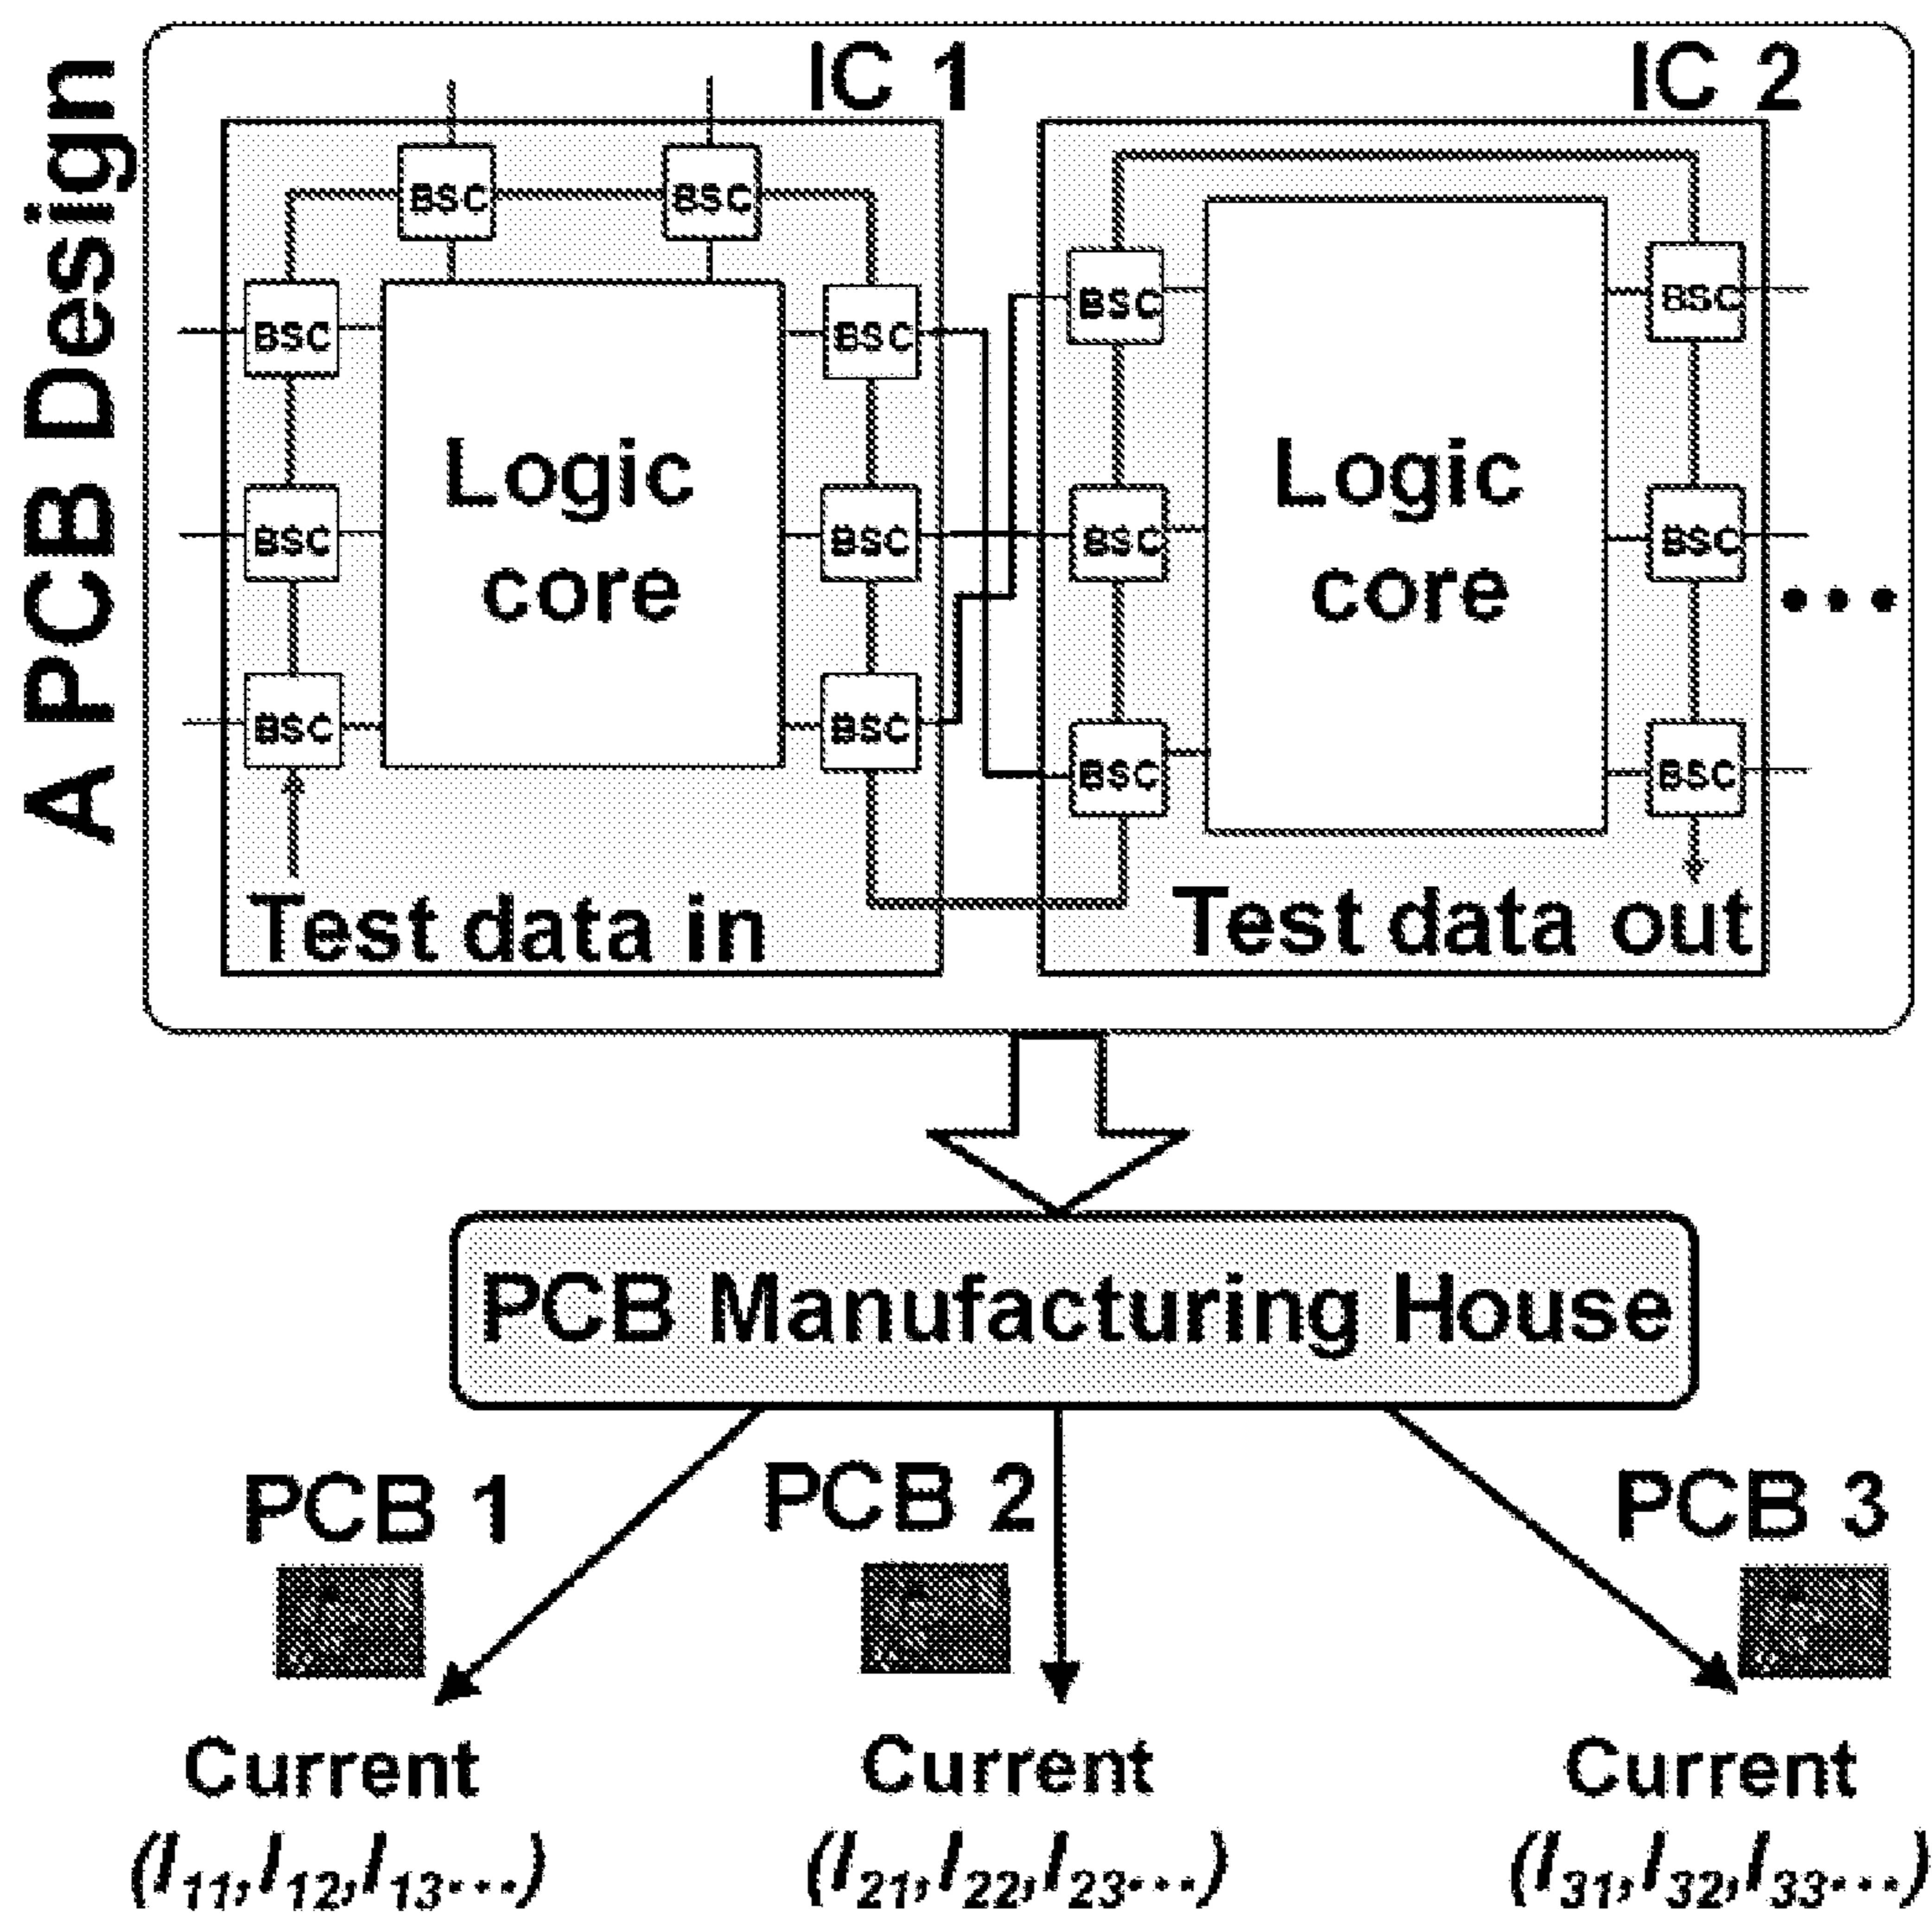 A PCB Design
IC 1
IC 2
BSC
BSC
BSC
BSC
BSC
BSC
BSC
BSC
Logic
core
BSC
BSC
BSC
BSC
BSC
BSC
Logic
core
•••
Test data in
Test data out
PCB Manufacturing House
PCB 1
PCB 2
PCB 3
Current
(I11,I12,I13...)
Current
(I21,I22,I23...)
Current
(I31,I32,I33...)